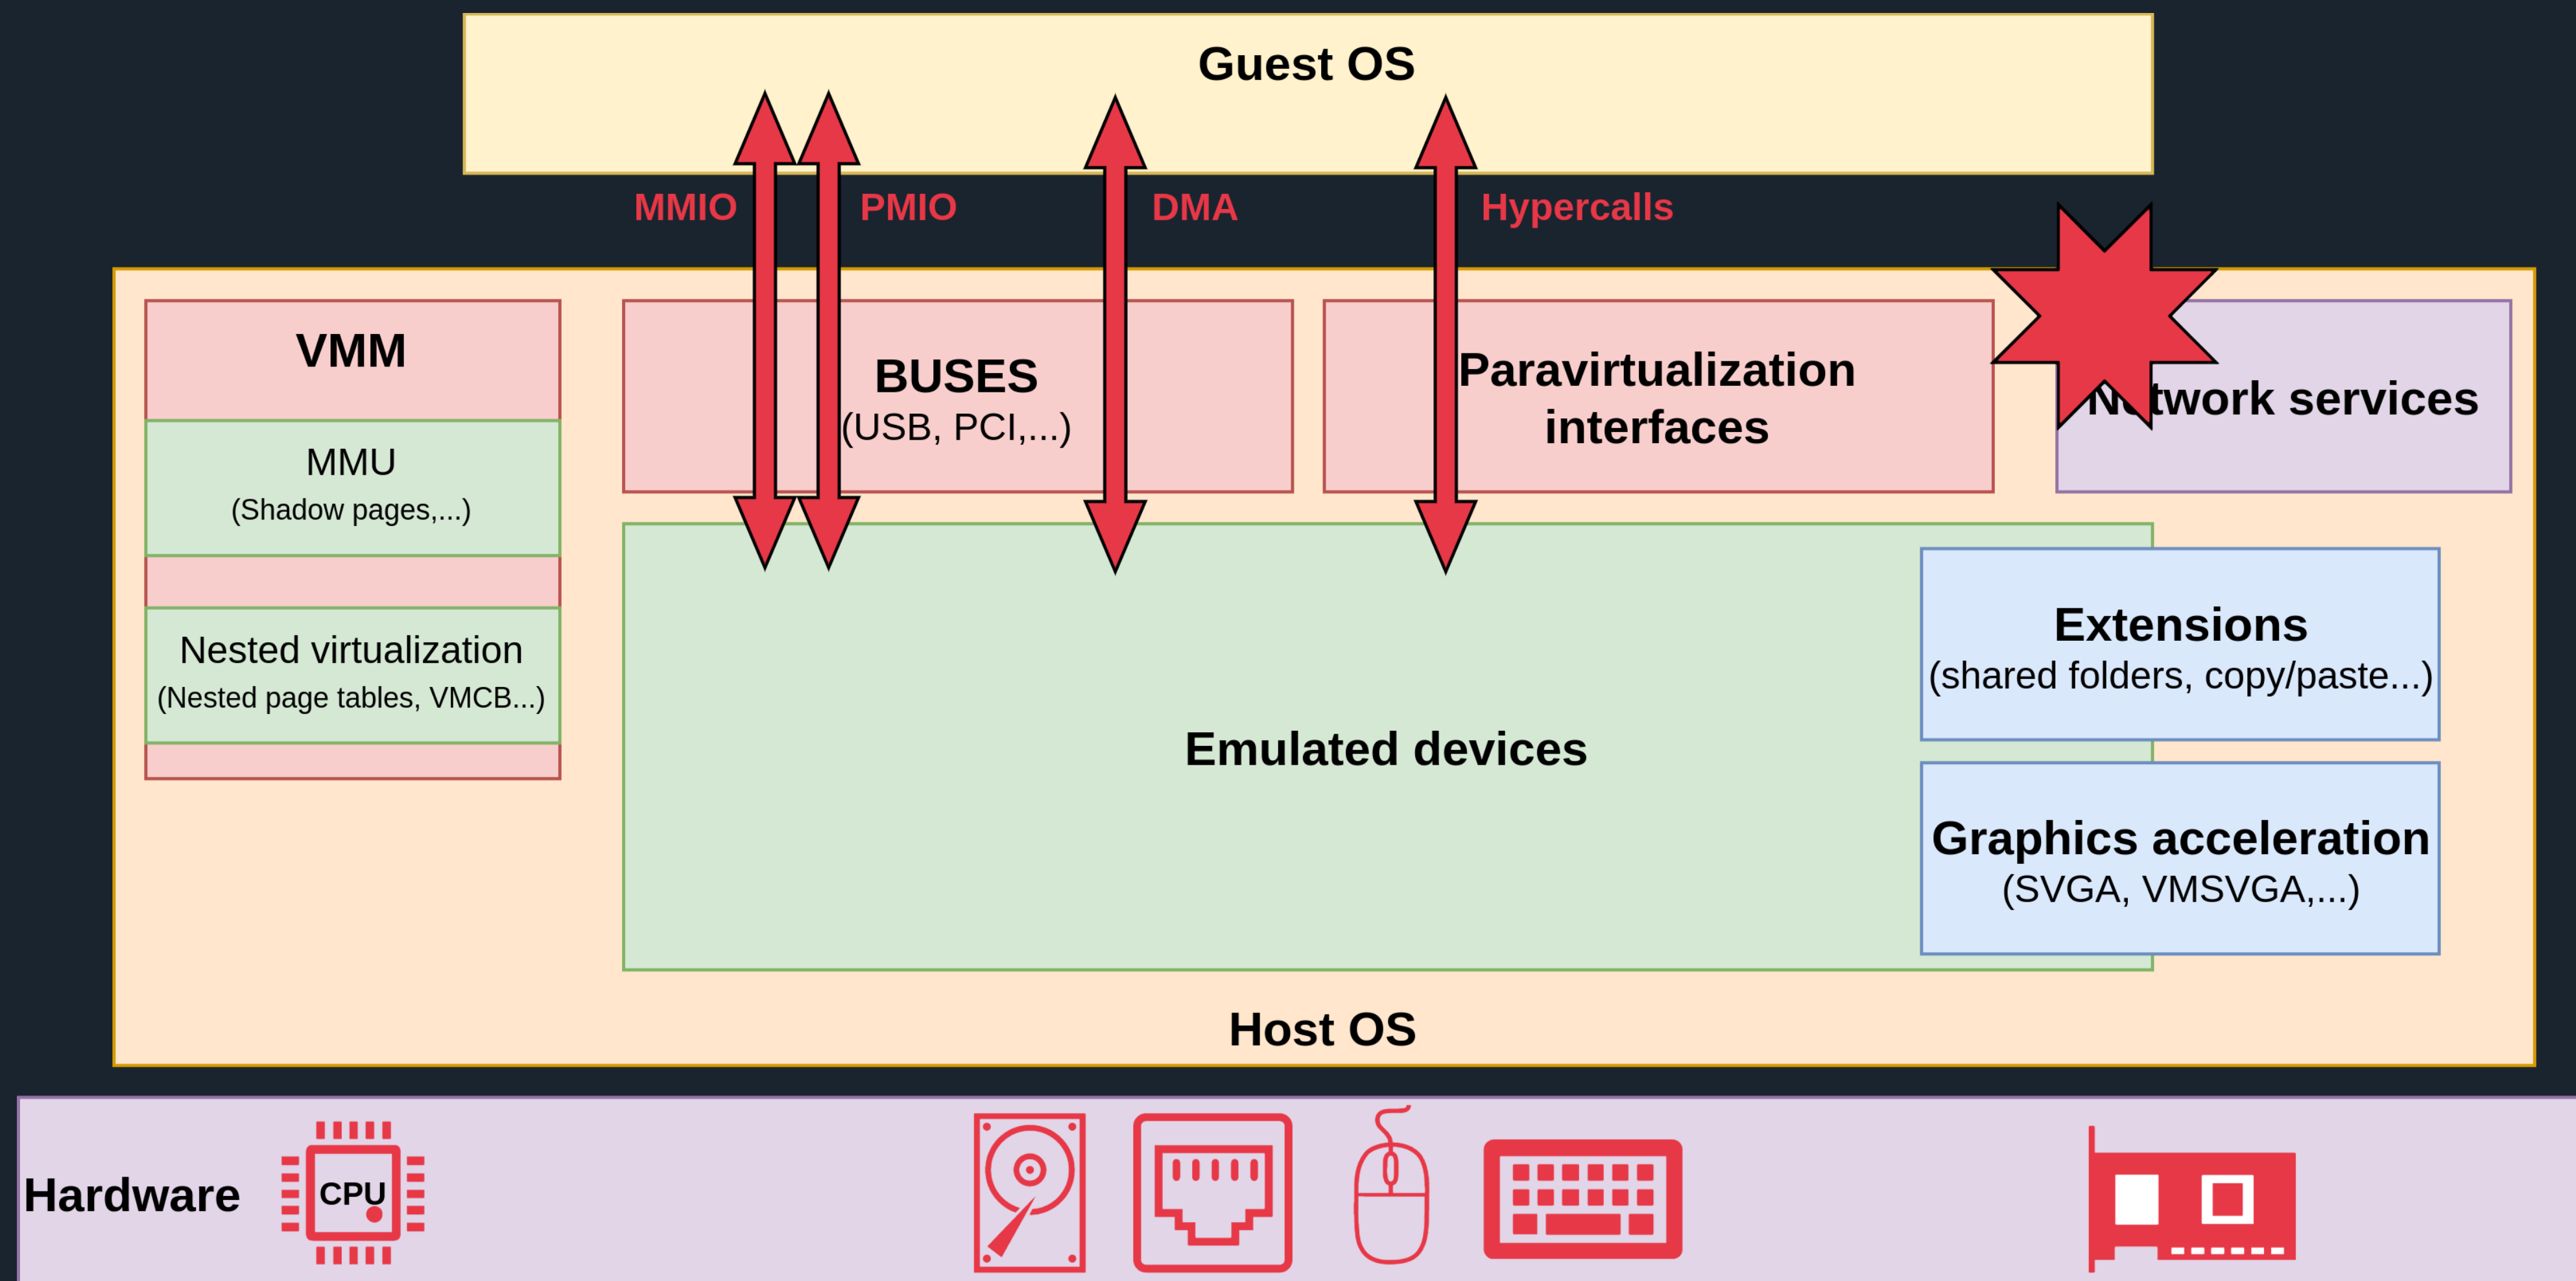 Guest OS
MMIO
PMIO
DMA
Hypercalls
VMM
MMU
(Shadow pages,...)
Nested virtualization
(Nested page tables, VMCB...)
BUSES
(USB, PCI,...)
Paravirtualization
interfaces
Network services
Emulated devices
Extensions
(shared folders, copy/paste...)
Graphics acceleration
(SVGA, VMSVGA,...)
Host OS
Hardware
CPU